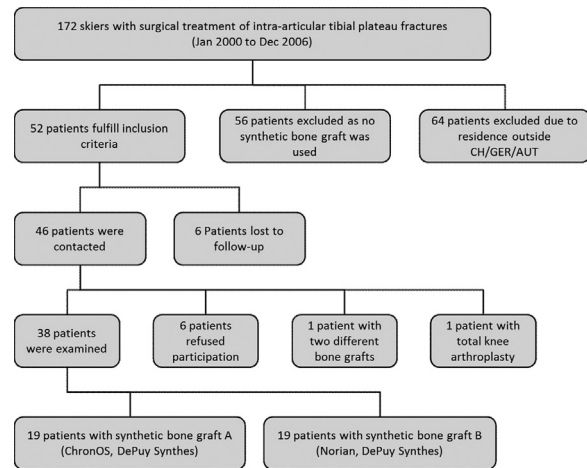 172 skiers with surgical treatment of intra-articular tibial plateau fractures
(Jan 2000 to Dec 2006)
52 patients fulfill inclusion
criteria
56 patients excluded as no
synthetic bone graft was
used
64 patients excluded due to
residence outside
CH/GER/AUT
46 patients were
contacted
6 Patients lost to
follow-up
38 patients
were examined
6 patients
refused
participation
1 patient with
two different
bone grafts
1 patient with
total knee
arthroplasty
19 patients with synthetic bone graft A
(ChronOS, DePuy Synthes)
19 patients with synthetic bone graft B
(Norian, DePuy Synthes)